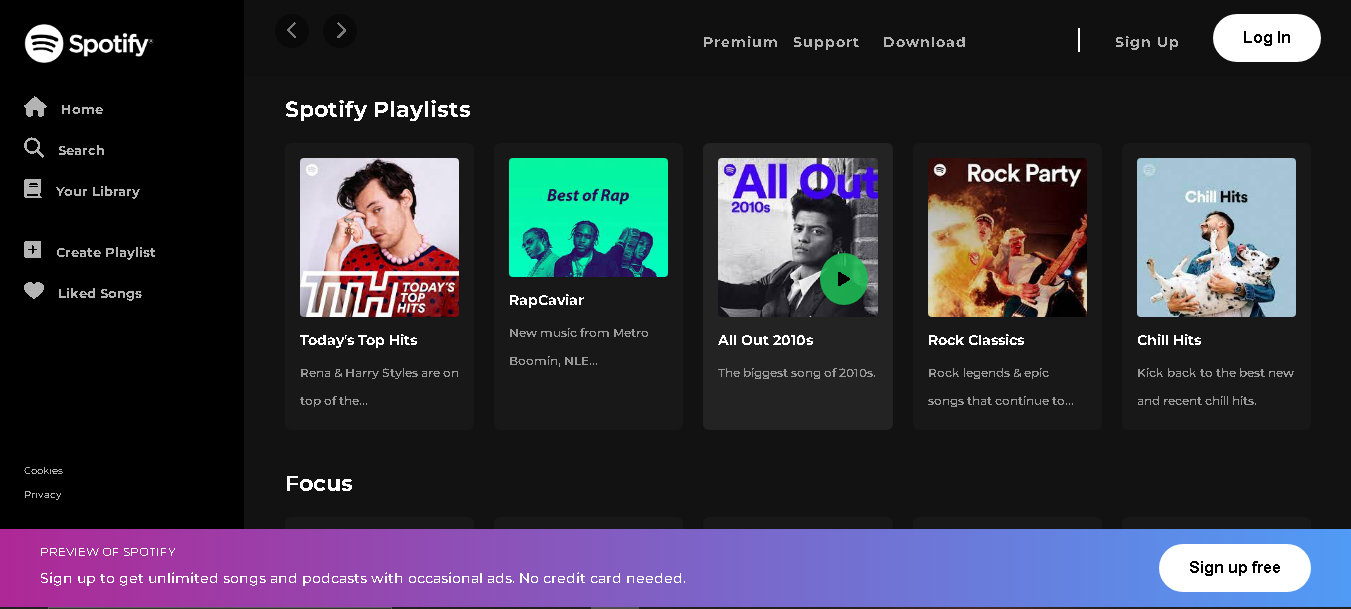 Spotify
Premium Support Download
Sign Up
Log In
Home
Search
Your Library
Create Playlist
Liked Songs
Cookies
Privacy
Spotify Playlists
TTH TODAY'S
TOP
HITS
Today's Top Hits
Rena & Harry Styles are on
top of the...
Best of Rap
RapCaviar
New music from Metro
Boomin, NLE...
All Out
2010s
All Out 2010s
The biggest song of 2010s.
Rock Party
Rock Classics
Rock legends & epic
songs that continue to...
Chill Hits
Chill Hits
Kick back to the best new
and recent chill hits.
Focus
PREVIEW OF SPOTIFY
Sign up to get unlimited songs and podcasts with occasional ads. No credit card needed.
Sign up free